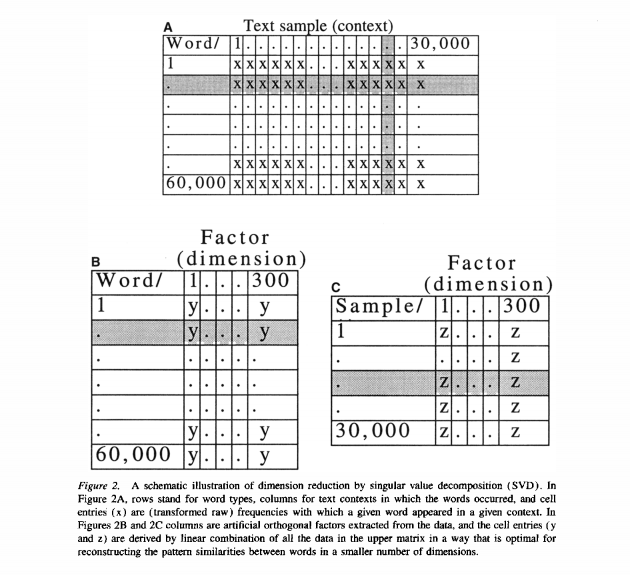 A
Text sample (context)
Word/ 1 . . . . . . . . . . . . . 30,000
1 x x x x x x . . . x x x x x x
. x x x x x x . . . x x x x x x
. . . . . . . . . . . . . . . .
. . . . . . . . . . . . . . . .
. . . . . . . . . . . . . . . .
. x x x x x x . . . x x x x x x
60,000 x x x x x x . . . x x x x x x
B
Factor
(dimension)
Word/ 1 . . . 300
1 y . . . y
. y . . . y
. . . . . .
. . . . . .
. . . . . .
. y . . . y
60,000 y . . . y
C
Factor
(dimension)
Sample/ 1 . . . 300
1 z . . . z
. . . . . z
. z . . . z
. z . . . z
30,000 z . . . z
Figure 2. A schematic illustration of dimension reduction by singular value decomposition (SVD). In
Figure 2A, rows stand for word types, columns for text contexts in which the words occurred, and cell
entries (x) are (transformed raw) frequencies with which a given word appeared in a given context. In
Figures 2B and 2C columns are artificial orthogonal factors extracted from the data, and the cell entries (y
and z) are derived by linear combination of all the data in the upper matrix in a way that is optimal for
reconstructing the pattern similarities between words in a smaller number of dimensions.